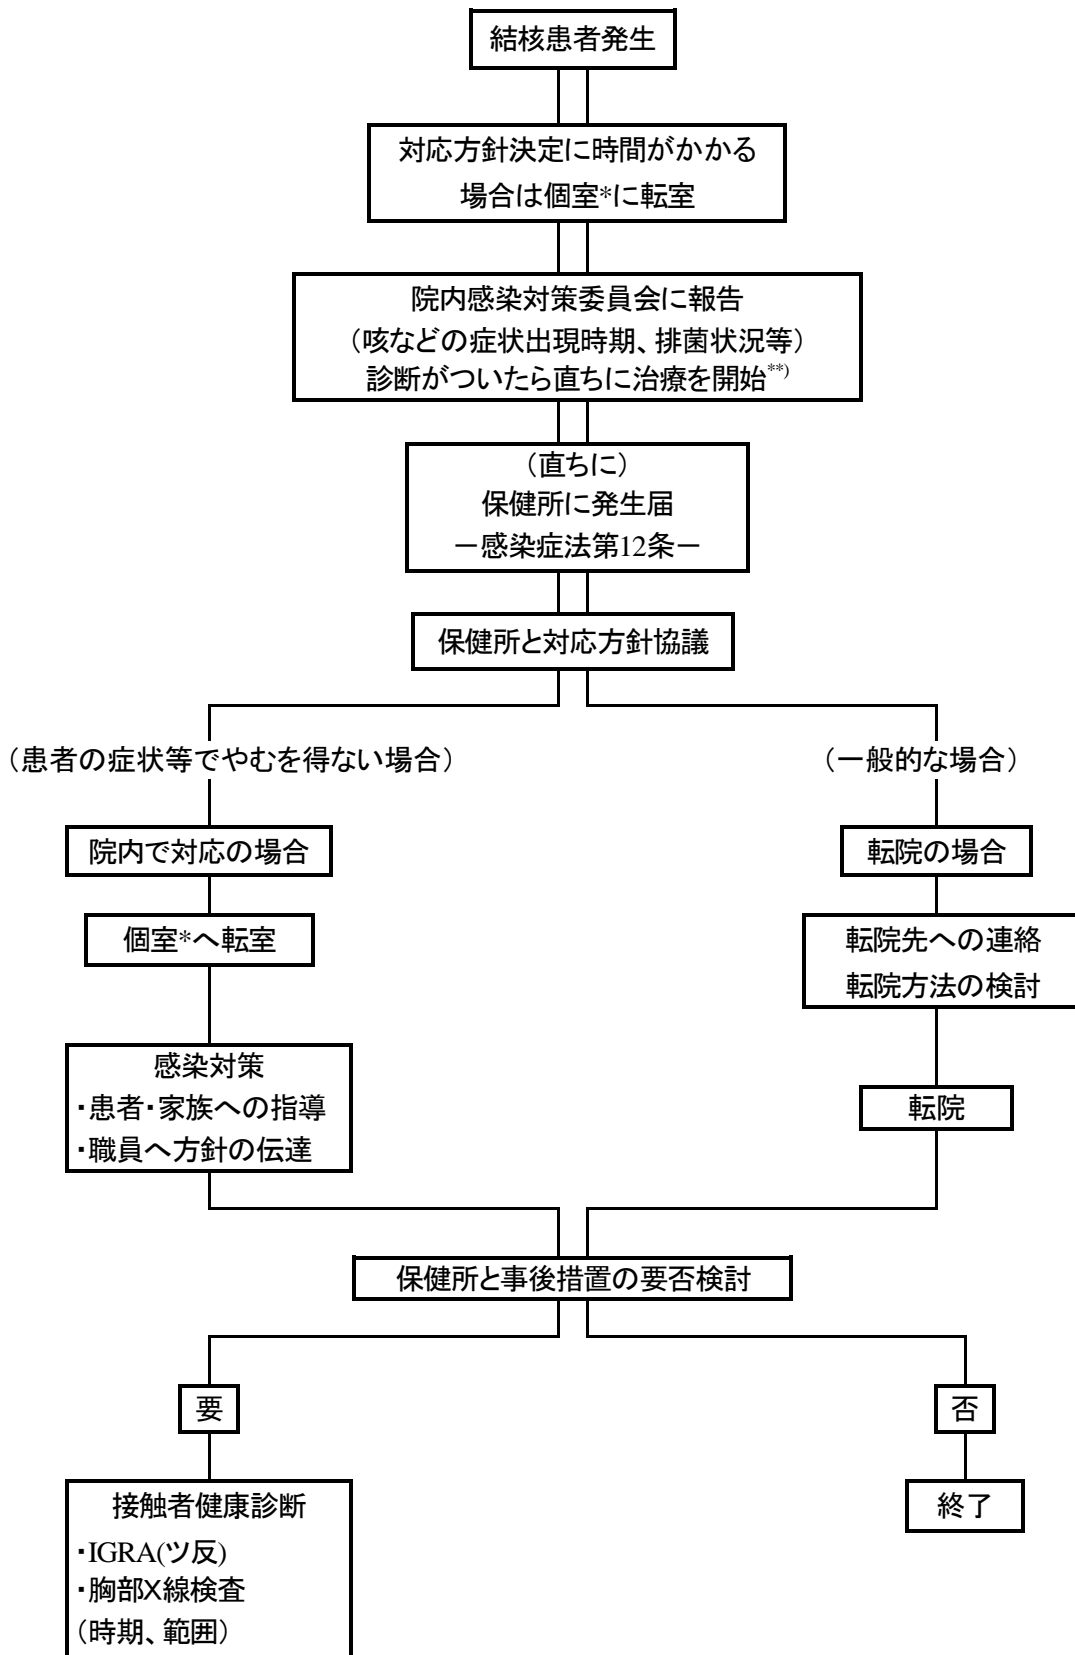 結核患者発生
対応方針決定に時間がかかる
場合は個室*に転室
院内感染対策委員会に報告
（咳などの症状出現時期、排菌状況等）
診断がついたら直ちに治療を開始**)
（直ちに）
保健所に発生届
－感染症法第12条－
保健所と対応方針協議
（患者の症状等でやむを得ない場合）
（一般的な場合）
院内で対応の場合
転院の場合
個室*へ転室
転院先への連絡
転院方法の検討
感染対策
・患者・家族への指導
・職員へ方針の伝達
転院
保健所と事後措置の要否検討
要
否
接触者健康診断
・IGRA(ツ反)
・胸部X線検査
（時期、範囲）
終了